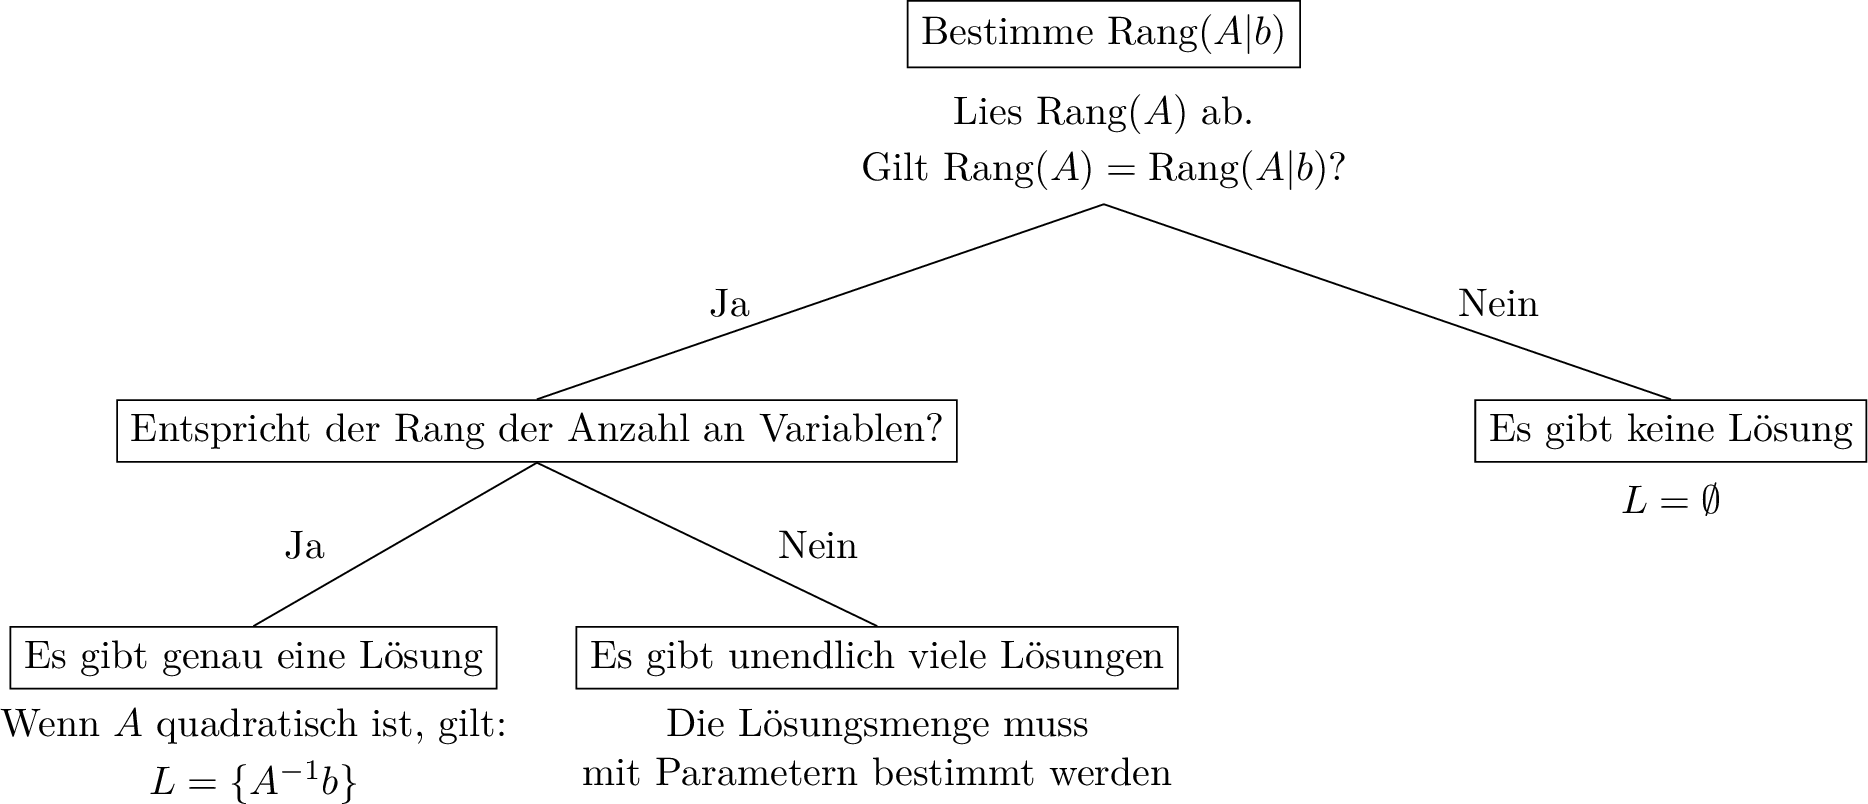 Bestimme Rang(A|b)
Lies Rang(A) ab.
Gilt Rang(A) = Rang(A|b)?
Ja
Nein
Entspricht der Rang der Anzahl an Variablen?
Es gibt keine Lösung
L = ∅
Ja
Nein
Es gibt genau eine Lösung
Es gibt unendlich viele Lösungen
Wenn A quadratisch ist, gilt:
L = {A⁻¹b}
Die Lösungsmenge muss
mit Parametern bestimmt werden